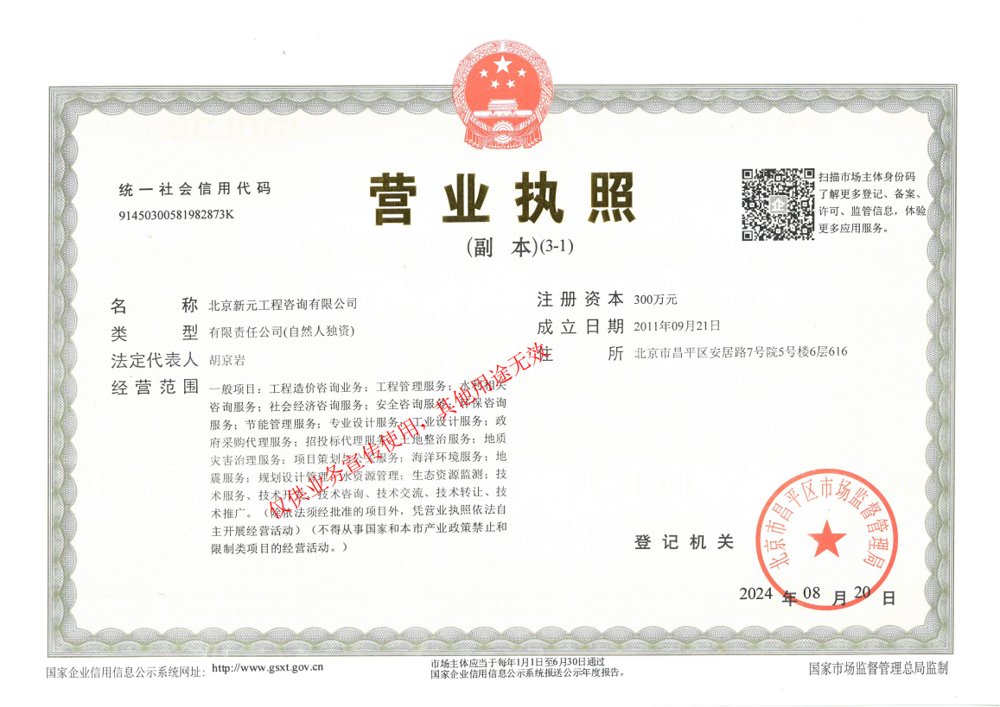 统一社会信用代码
91450300581982873K
营业执照
(副 本)(3-1)
扫描市场主体身份码
了解更多登记、备案、
许可、监管信息，体验
更多应用服务。
名 称 北京新元工程咨询有限公司
类 型 有限责任公司(自然人独资)
法定代表人 胡京岩
经营范围 一般项目：工程造价咨询业务；工程管理服务；水利相关
咨询服务；社会经济咨询服务；安全咨询服务；环保咨询
服务；节能管理服务；专业设计服务；工业设计服务；政
府采购代理服务；招投标代理服务；土地整治服务；地质
灾害治理服务；项目策划与公关服务；海洋环境服务；地
震服务；规划设计管理；水资源管理；生态资源监测；技
术服务、技术开发、技术咨询、技术交流、技术转让、技
术推广。（除依法须经批准的项目外，凭营业执照依法自
主开展经营活动）（不得从事国家和本市产业政策禁止和
限制类项目的经营活动。）
注册资本 300万元
成立日期 2011年09月21日
住 所 北京市昌平区安居路7号院5号楼6层616
仅供业务宣传使用，其他用途无效
登记机关
北京市昌平区市场监督管理局
2024 年 08 月 20 日
国家企业信用信息公示系统网址：http://www.gsxt.gov.cn
市场主体应当于每年1月1日至6月30日通过
国家企业信用信息公示系统报送公示年度报告。
国家市场监督管理总局监制
企